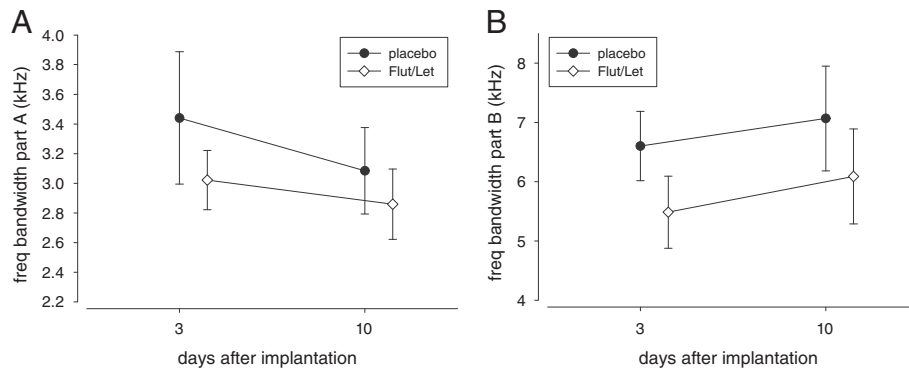 A
freq bandwidth part A (kHz)
4.0
3.8
3.6
3.4
3.2
3.0
2.8
2.6
2.4
2.2
placebo
Flut/Let
3
10
days after implantation
B
freq bandwidth part B (kHz)
8
7
6
5
4
placebo
Flut/Let
3
10
days after implantation